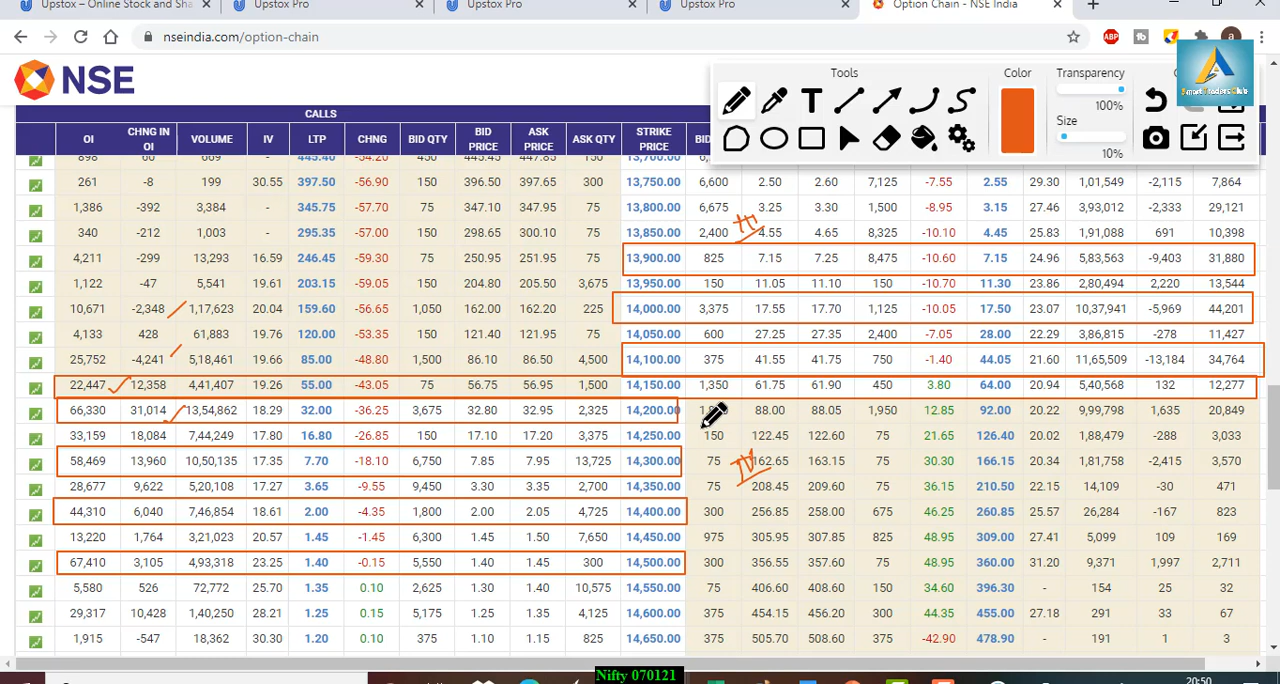 Upstox – Online Stock and Sha × Upstox Pro × Upstox Pro × Upstox Pro × Option Chain - NSE India ×
nseindia.com/option-chain ABP a
NSE
Tools Color Transparency
100%
Size
10%
T
Smart Traders Club
CALLS
OI CHNG IN OI VOLUME IV LTP CHNG BID QTY BID PRICE ASK PRICE ASK QTY STRIKE PRICE
898 60 669 - 445.40 -54.20 450 445.45 447.85 150 13,700.00
261 -8 199 30.55 397.50 -56.90 150 396.50 397.65 300 13,750.00 6,600 2.50 2.60 7,125 -7.55 2.55 29.30 1,01,549 -2,115 7,864
1,386 -392 3,384 - 345.75 -57.70 150 347.10 347.95 75 13,800.00 6,675 3.25 3.30 1,500 -8.95 3.15 27.46 3,93,012 -2,333 29,121
340 -212 1,003 - 295.35 -57.00 150 298.65 300.10 75 13,850.00 2,400 4.55 4.65 8,325 -10.10 4.45 25.83 1,91,088 691 10,398
4,211 -299 13,293 16.59 246.45 -59.30 75 250.95 251.95 75 13,900.00 825 7.15 7.25 8,475 -10.60 7.15 24.96 5,83,563 -9,403 31,880
1,122 -47 5,541 19.61 203.15 -59.05 75 204.80 205.50 3,675 13,950.00 150 11.05 11.10 150 -10.70 11.30 23.86 2,80,494 2,220 13,544
10,671 -2,348 1,17,623 20.04 159.60 -56.65 1,050 162.00 162.20 225 14,000.00 3,375 17.55 17.70 1,125 -10.05 17.50 23.07 10,37,941 -5,969 44,201
4,133 428 61,883 19.76 120.00 -53.35 150 121.40 121.95 75 14,050.00 600 27.25 27.35 2,400 -7.05 28.00 22.29 3,86,815 -278 11,427
25,752 -4,241 5,18,461 19.66 85.00 -48.80 1,500 86.10 86.50 4,500 14,100.00 375 41.55 41.75 750 -1.40 44.05 21.60 11,65,509 -13,184 34,764
22,447 12,358 4,41,407 19.26 55.00 -43.05 75 56.75 56.95 1,500 14,150.00 1,350 61.75 61.90 450 3.80 64.00 20.94 5,40,568 132 12,277
66,330 31,014 13,54,862 18.29 32.00 -36.25 3,675 32.80 32.95 2,325 14,200.00 88.00 88.05 1,950 12.85 92.00 20.22 9,99,798 1,635 20,849
33,159 18,084 7,44,249 17.80 16.80 -26.85 150 17.10 17.20 3,375 14,250.00 150 122.45 122.60 75 21.65 126.40 20.02 1,88,479 -288 3,033
58,469 13,960 10,50,135 17.35 7.70 -18.10 6,750 7.85 7.95 13,725 14,300.00 75 162.65 163.15 75 30.30 166.15 20.34 1,81,758 -2,415 3,570
28,677 9,622 5,20,108 17.27 3.65 -9.55 9,450 3.30 3.35 2,700 14,350.00 75 208.45 209.60 75 36.15 210.50 22.15 14,109 -30 471
44,310 6,040 7,46,854 18.61 2.00 -4.35 1,800 2.00 2.05 4,725 14,400.00 300 256.85 258.00 675 46.25 260.85 25.57 26,284 -167 823
13,220 1,764 3,21,023 20.57 1.45 -1.45 6,300 1.45 1.50 7,650 14,450.00 975 305.95 307.85 825 48.95 309.00 27.41 5,099 109 169
67,410 3,105 4,93,318 23.25 1.40 -0.15 5,550 1.40 1.45 300 14,500.00 300 356.55 357.60 75 48.95 360.00 31.20 9,371 1,997 2,711
5,580 526 72,772 25.70 1.35 0.10 2,625 1.30 1.35 10,575 14,550.00 75 406.60 408.80 150 34.60 396.30 - 154 25 32
29,317 10,428 1,40,250 28.21 1.25 0.15 5,175 1.25 1.35 4,125 14,600.00 375 454.15 456.20 300 44.35 455.00 27.18 291 33 67
1,915 -547 18,362 30.30 1.20 0.10 375 1.10 1.15 825 14,650.00 375 505.70 508.60 375 -42.90 478.90 - 191 1 3
Nifty 070121
20:50